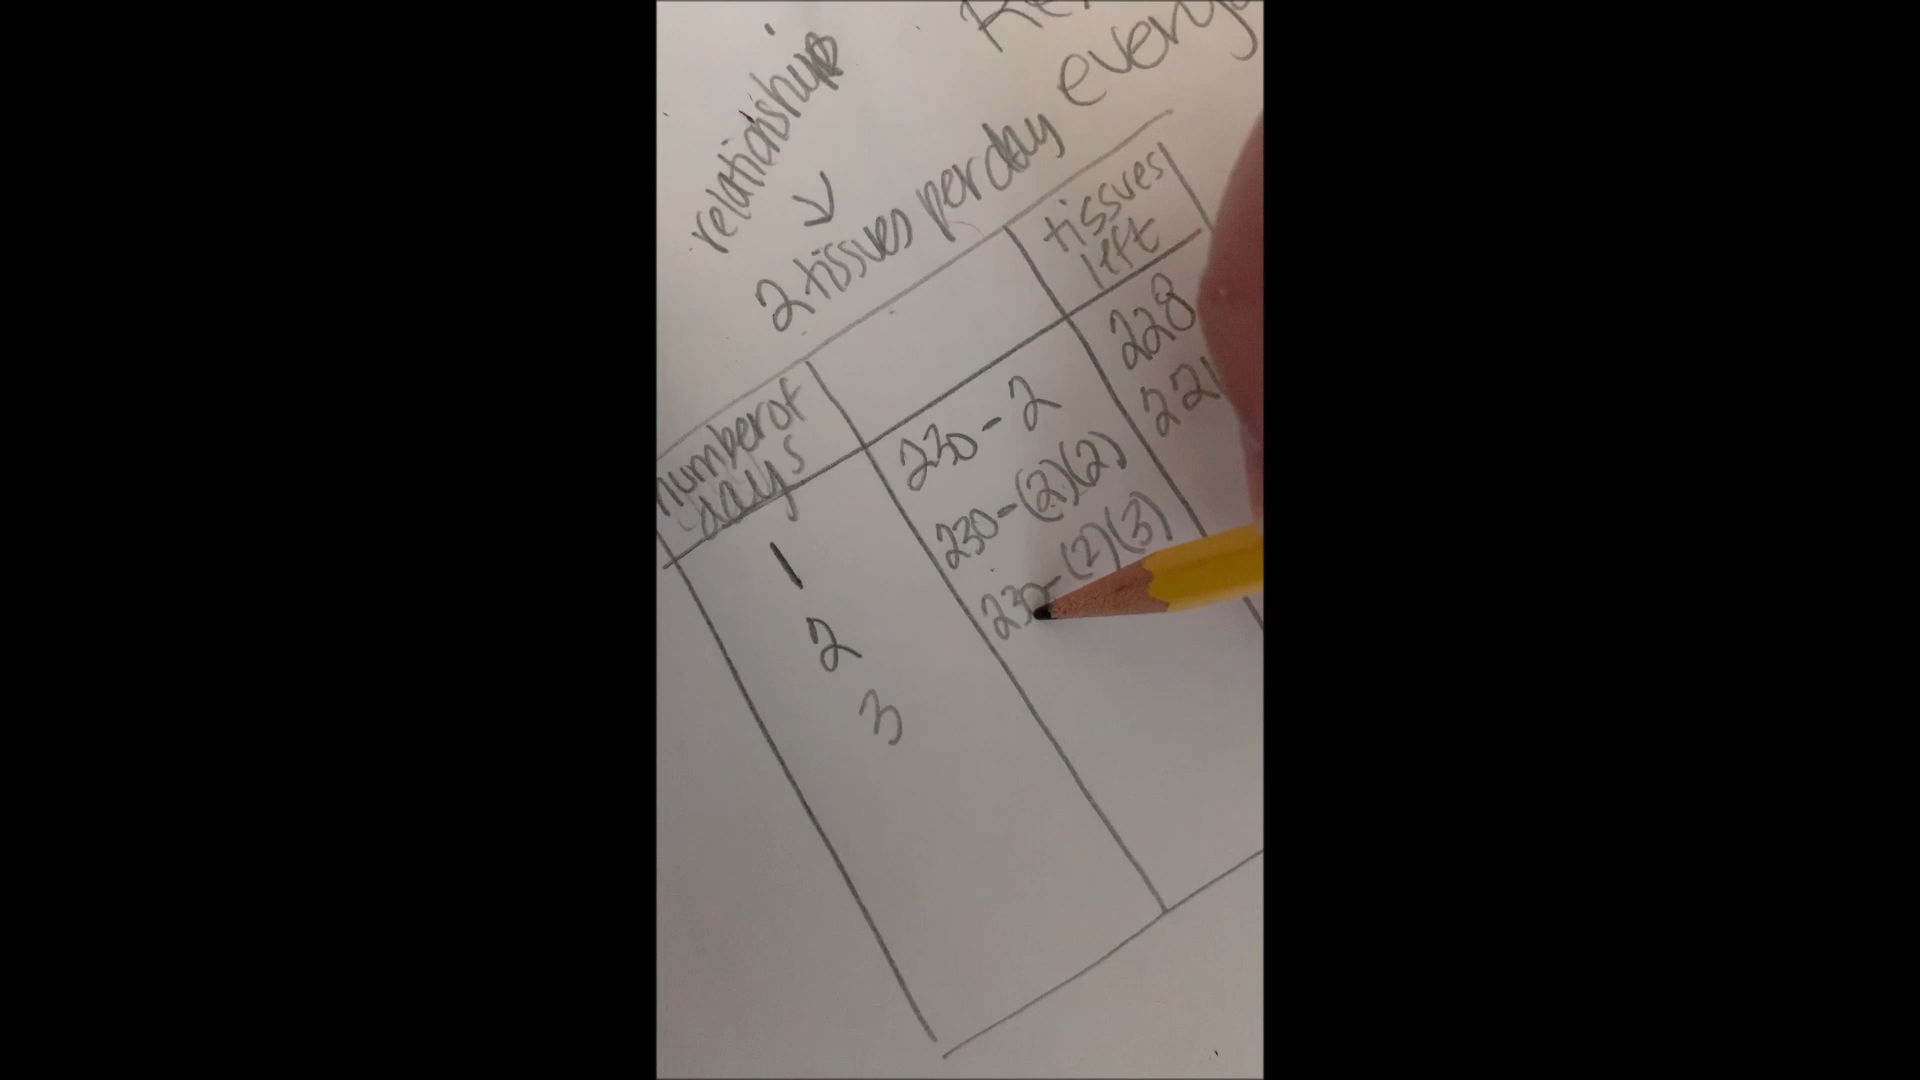 relationship
2 tissues per day
number of days
tissues left
1
230-2
228
2
230-(2)(2)
3
230-(2)(3)